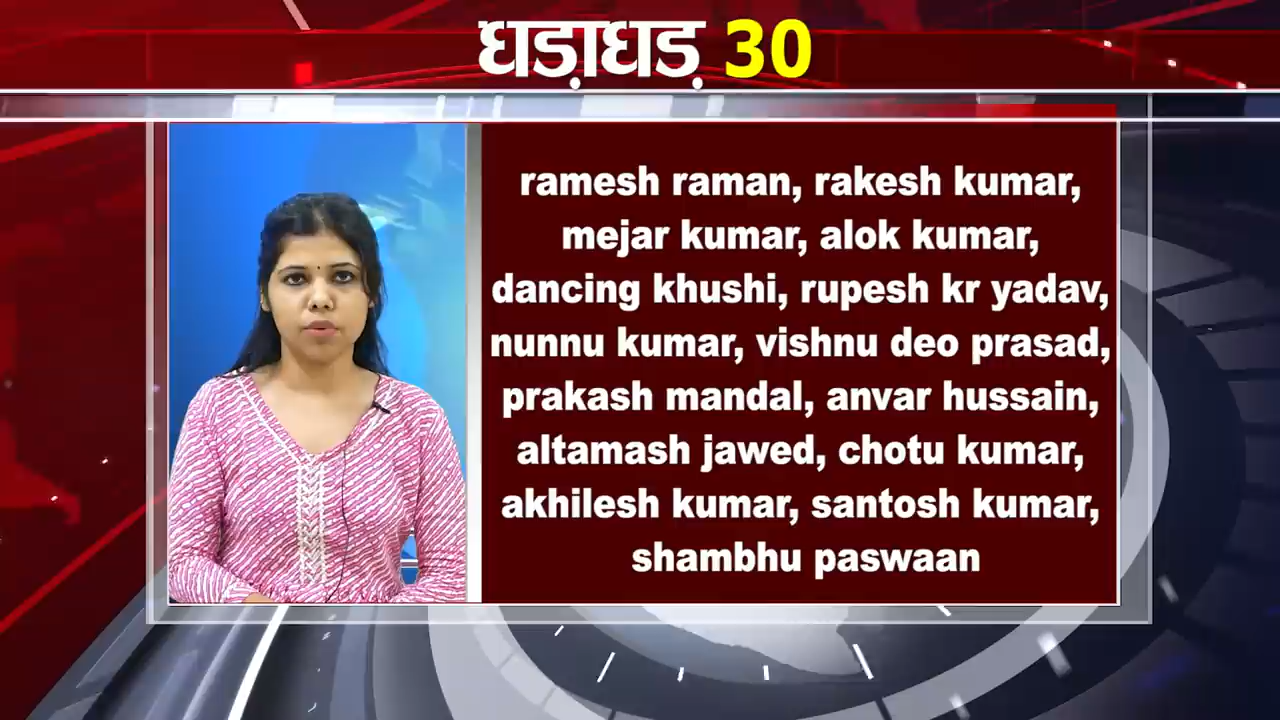 धड़ाधड़ 30
ramesh raman, rakesh kumar,
mejar kumar, alok kumar,
dancing khushi, rupesh kr yadav,
nunnu kumar, vishnu deo prasad,
prakash mandal, anvar hussain,
altamash jawed, chotu kumar,
akhilesh kumar, santosh kumar,
shambhu paswaan